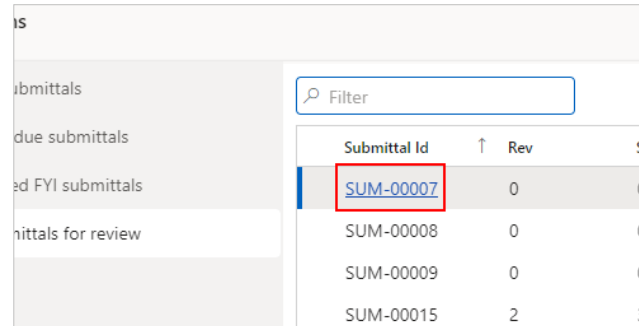 ns
ubmittals
due submittals
ed FYI submittals
nittals for review
Filter
Submittal Id ↑ Rev
SUM-00007 0
SUM-00008 0
SUM-00009 0
SUM-00015 2